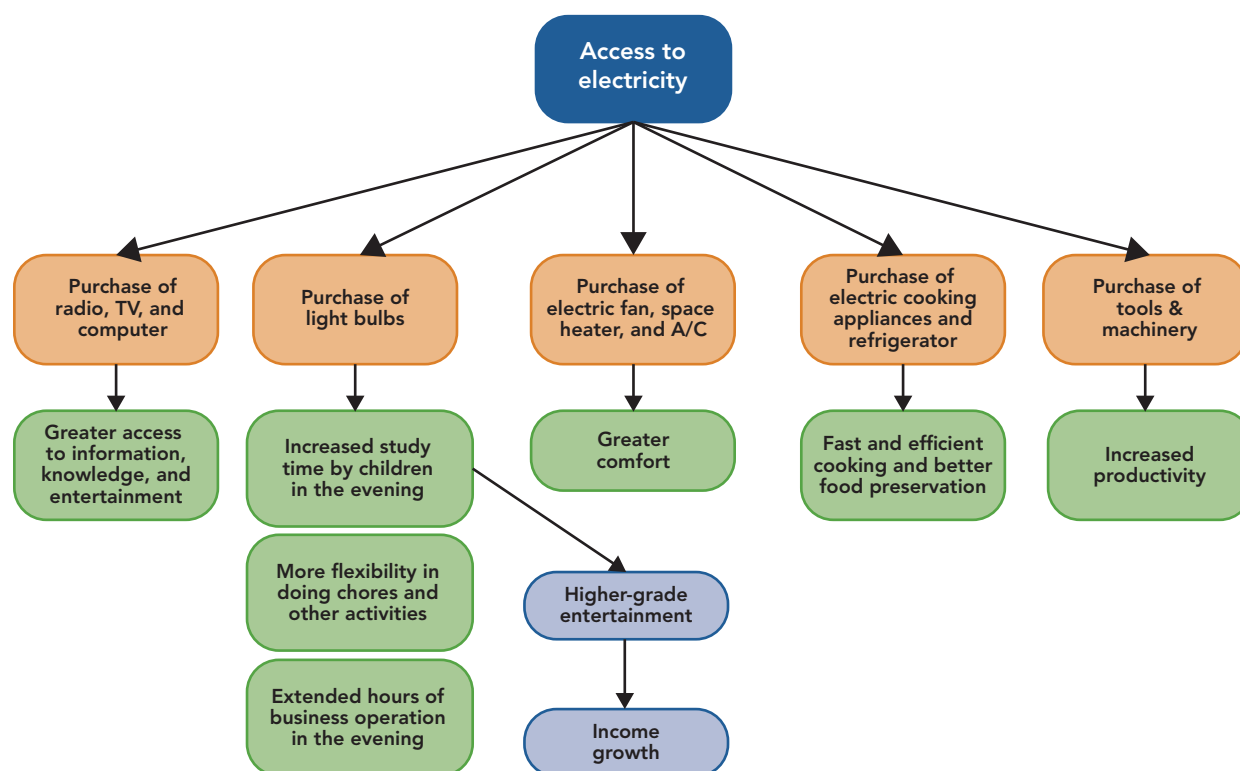 Access to
electricity
Purchase of
radio, TV, and
computer
Purchase of
light bulbs
Purchase of
electric fan, space
heater, and A/C
Purchase of
electric cooking
appliances and
refrigerator
Purchase of
tools &
machinery
Greater access
to information,
knowledge, and
entertainment
Increased study
time by children
in the evening
Greater
comfort
Fast and efficient
cooking and better
food preservation
Increased
productivity
More flexibility in
doing chores and
other activities
Higher-grade
entertainment
Extended hours of
business operation
in the evening
Income
growth